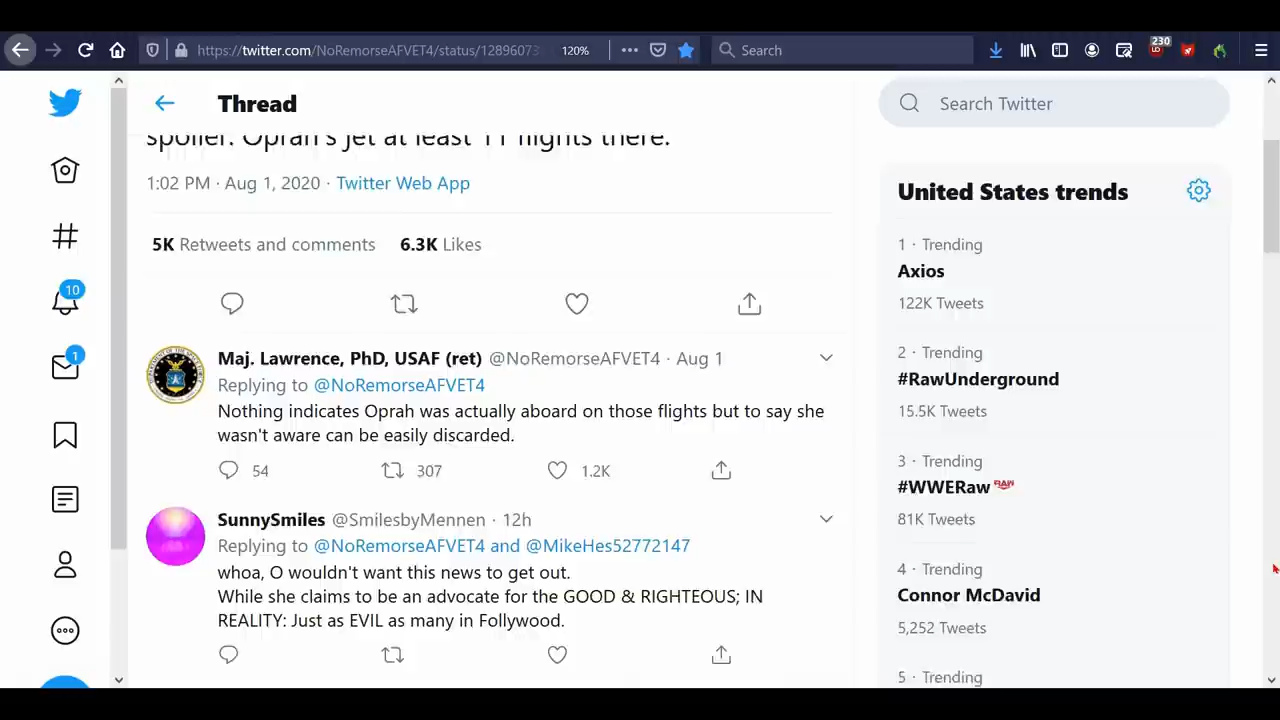 https://twitter.com/NoRemorseAFVET4/status/12896073
120%
Search
230
Thread
Search Twitter
spoiler: Oprah's jet at least 11 flights there.
1:02 PM · Aug 1, 2020 · Twitter Web App
5K Retweets and comments 6.3K Likes
10
1
Maj. Lawrence, PhD, USAF (ret) @NoRemorseAFVET4 · Aug 1
Replying to @NoRemorseAFVET4
Nothing indicates Oprah was actually aboard on those flights but to say she
wasn't aware can be easily discarded.
54 307 1.2K
SunnySmiles @SmilesbyMennen · 12h
Replying to @NoRemorseAFVET4 and @MikeHes52772147
whoa, O wouldn't want this news to get out.
While she claims to be an advocate for the GOOD & RIGHTEOUS; IN
REALITY: Just as EVIL as many in Follywood.
United States trends
1 · Trending
Axios
122K Tweets
2 · Trending
#RawUnderground
15.5K Tweets
3 · Trending
#WWERaw
81K Tweets
4 · Trending
Connor McDavid
5,252 Tweets
5 · Trending